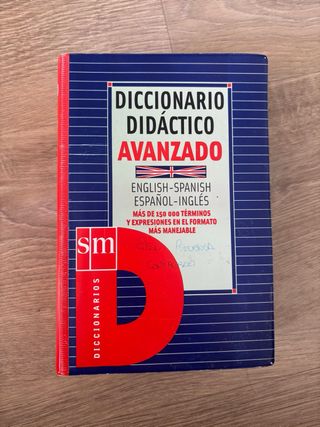 DICCIONARIO
DIDÁCTICO
AVANZADO
ENGLISH-SPANISH
ESPAÑOL-INGLÉS
MÁS DE 150 000 TÉRMINOS
Y EXPRESIONES EN EL FORMATO
MÁS MANEJABLE
sm
D
DICCIONARIOS